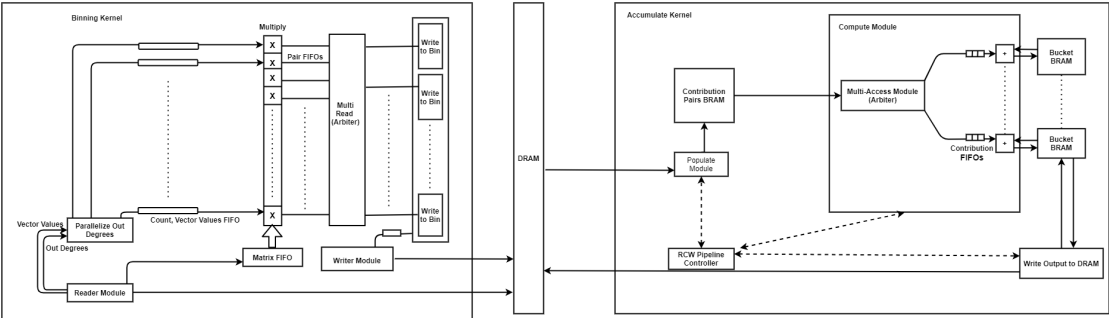 Binning Kernel
Multiply
X
X
X
X
X
Pair FIFOs
Multi
Read
(Arbiter)
Write
to Bin
Write
to Bin
Write
to Bin
Count, Vector Values FIFO
Vector Values
Parallelize Out
Degrees
Out Degrees
Matrix FIFO
Writer Module
Reader Module
DRAM
Accumulate Kernel
Compute Module
Contribution
Pairs BRAM
Populate
Module
Multi-Access Module
(Arbiter)
+
+
Contribution
FIFOs
Bucket
BRAM
Bucket
BRAM
RCW Pipeline
Controller
Write Output to DRAM